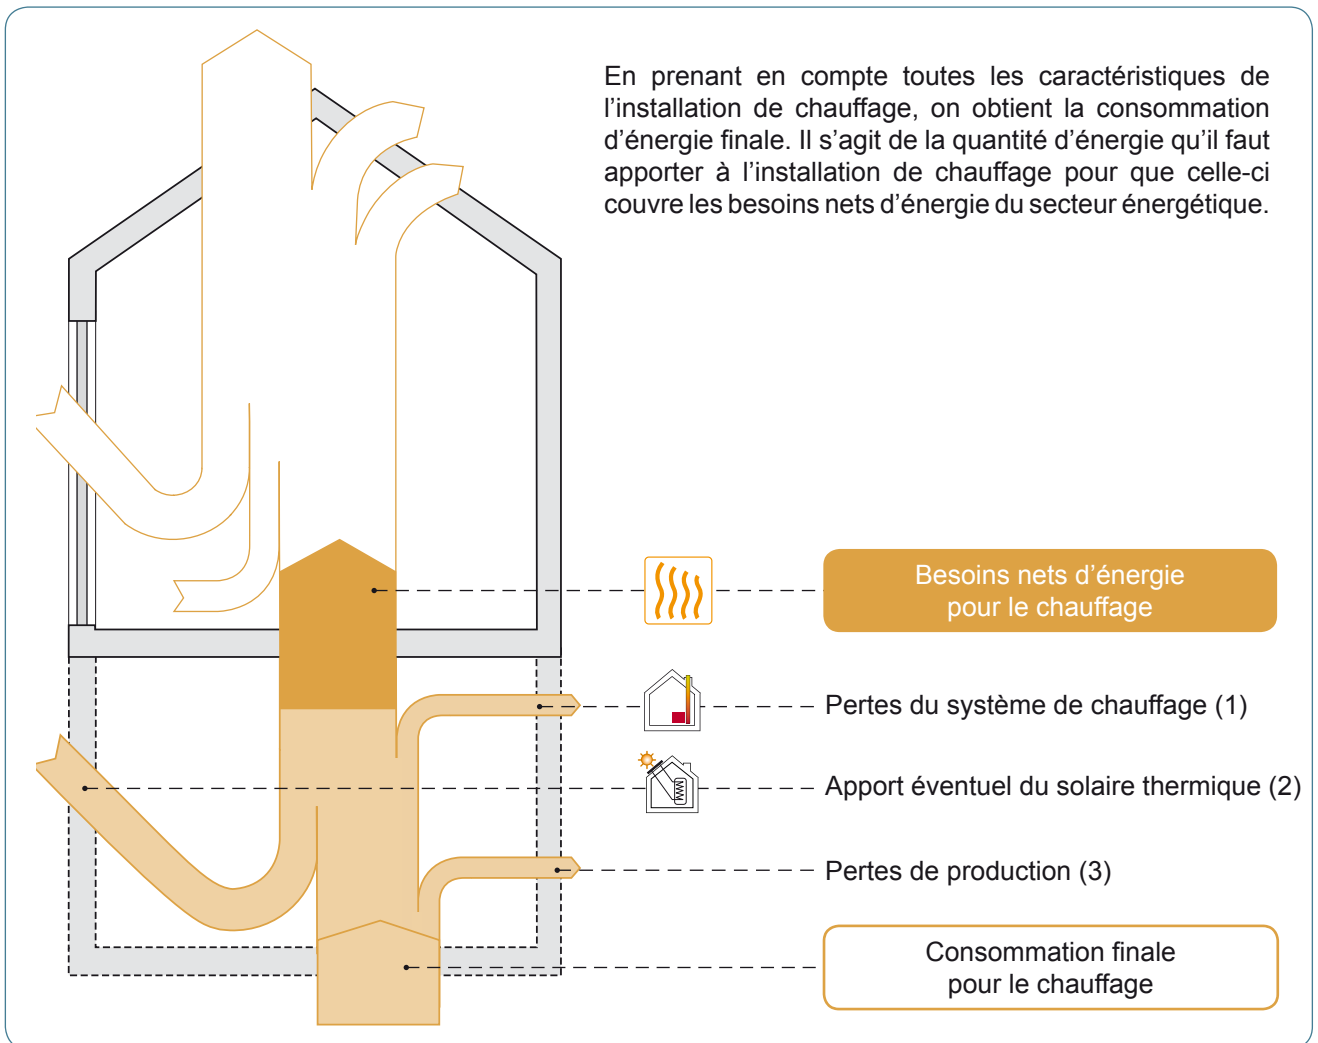 En prenant en compte toutes les caractéristiques de
l’installation de chauffage, on obtient la consommation
d’énergie finale. Il s’agit de la quantité d’énergie qu’il faut
apporter à l’installation de chauffage pour que celle-ci
couvre les besoins nets d’énergie du secteur énergétique.
Besoins nets d’énergie
pour le chauffage
Pertes du système de chauffage (1)
Apport éventuel du solaire thermique (2)
Pertes de production (3)
Consommation finale
pour le chauffage